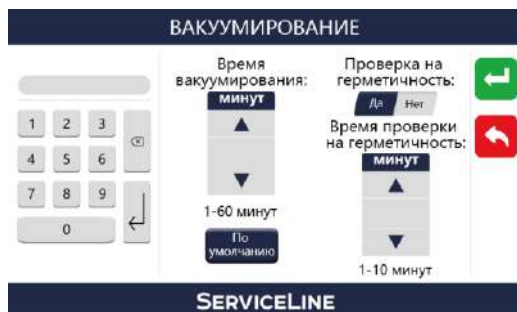 ВАКУУМИРОВАНИЕ
1 2 3
4 5 6
7 8 9
0
Время
вакуумирования:
минут
1-60 минут
По
умолчанию
Проверка на
герметичность:
Да Нет
Время проверки
на герметичность:
минут
1-10 минут
SERVICELINE